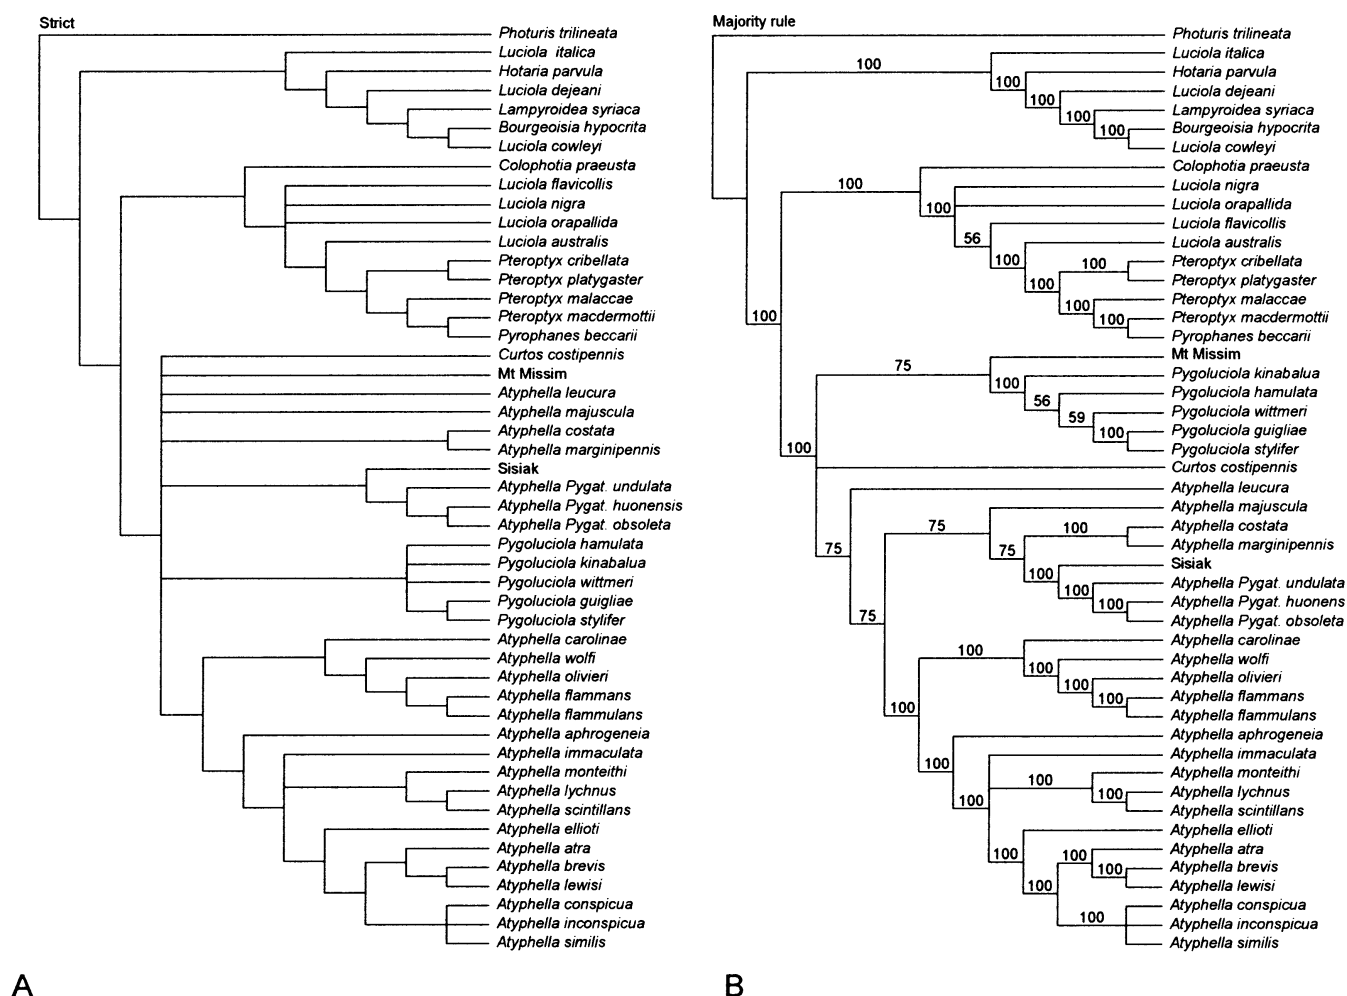 Strict
Photuris trilineata
Luciola italica
Hotaria parvula
Luciola dejeani
Lampyroidea syriaca
Bourgeoisia hypocrita
Luciola cowleyi
Colophotia praeusta
Luciola flavicollis
Luciola nigra
Luciola orapallida
Luciola australis
Pteroptyx cribellata
Pteroptyx platygaster
Pteroptyx malaccae
Pteroptyx macdermottii
Pyrophanes beccarii
Curtos costipennis
Mt Missim
Atyphella leucura
Atyphella majuscula
Atyphella costata
Atyphella marginipennis
Sisiak
Atyphella Pygat. undulata
Atyphella Pygat. huonensis
Atyphella Pygat. obsoleta
Pygoluciola hamulata
Pygoluciola kinabalua
Pygoluciola wittmeri
Pygoluciola guigliae
Pygoluciola stylifer
Atyphella carolinae
Atyphella wolfi
Atyphella olivieri
Atyphella flammans
Atyphella flammulans
Atyphella aphrogeneia
Atyphella immaculata
Atyphella monteithi
Atyphella lychnus
Atyphella scintillans
Atyphella ellioti
Atyphella atra
Atyphella brevis
Atyphella lewisi
Atyphella conspicua
Atyphella inconspicua
Atyphella similis
A
Majority rule
Photuris trilineata
Luciola italica
100
Hotaria parvula
100
Luciola dejeani
100
Lampyroidea syriaca
100
Bourgeoisia hypocrita
100
Luciola cowleyi
Colophotia praeusta
100
Luciola nigra
Luciola orapallida
100
Luciola flavicollis
56
Luciola australis
100
Pteroptyx cribellata
100
Pteroptyx platygaster
100
Pteroptyx malaccae
100
Pteroptyx macdermottii
100
100
Pyrophanes beccarii
Mt Missim
75
Pygoluciola kinabalua
100
Pygoluciola hamulata
56
Pygoluciola wittmeri
59
Pygoluciola guigliae
100
100
Pygoluciola stylifer
Curtos costipennis
Atyphella leucura
Atyphella majuscula
75
Atyphella costata
100
Atyphella marginipennis
75
75
Sisiak
100
Atyphella Pygat. undulata
100
Atyphella Pygat. huonens
100
Atyphella Pygat. obsoleta
75
Atyphella carolinae
100
Atyphella wolfi
100
Atyphella olivieri
100
Atyphella flammans
100
100
Atyphella flammulans
Atyphella aphrogeneia
Atyphella immaculata
100
Atyphella monteithi
100
Atyphella lychnus
100
100
Atyphella scintillans
Atyphella ellioti
Atyphella atra
100
100
Atyphella brevis
100
Atyphella lewisi
100
Atyphella conspicua
100
Atyphella inconspicua
Atyphella similis
B